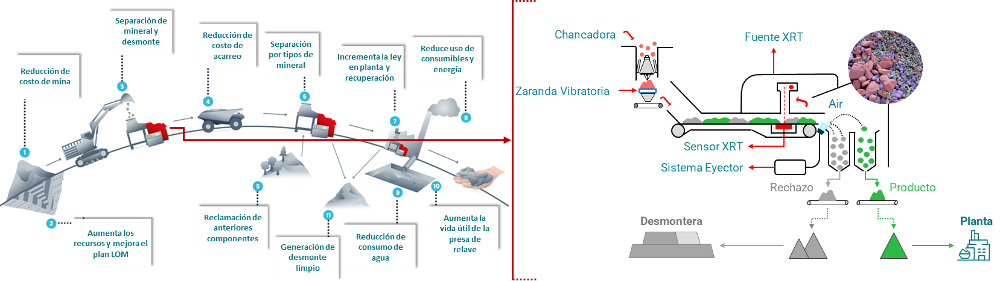 Reducción de
costo de mina
1
2
Aumenta los
recursos y mejora el
plan LOM
Separación de
mineral y
desmonte
3
Reducción de
costo de
acarreo
4
5
Reclamación de
anteriores
componentes
Separación
por tipos de
mineral
6
Incrementa la ley
en planta y
recuperación
7
Reduce uso de
consumibles y
energía
8
9
Reducción de
consumo de
agua
10
Aumenta la
vida útil de la
presa de
relave
11
Generación de
desmonte
limpio
Chancadora
Zaranda Vibratoria
Fuente XRT
Air
Sensor XRT
Sistema Eyector
Rechazo
Producto
Desmontera
Planta